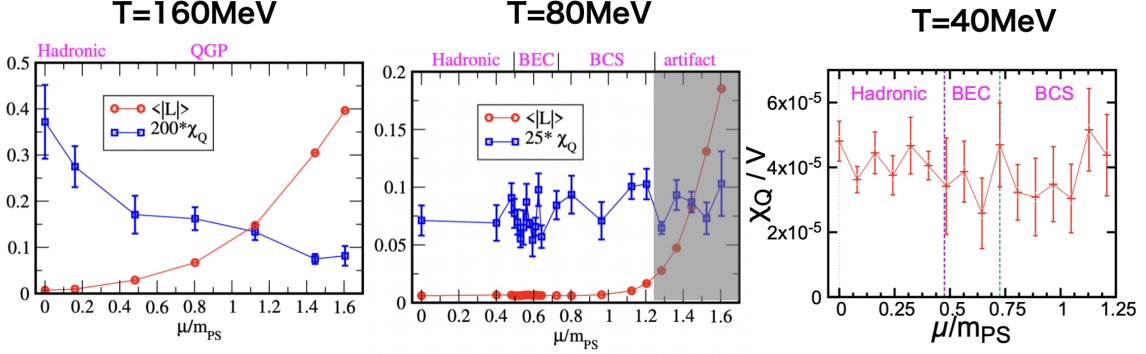 T=160MeV
T=80MeV
T=40MeV
Hadronic
QGP
0.5
0.4
0.3
0.2
0.1
0
<|L|>
200*χQ
0 0.2 0.4 0.6 0.8 1 1.2 1.4 1.6
μ/mPS
Hadronic
BEC
BCS
artifact
0.2
0.15
0.1
0.05
0
<|L|>
25* χQ
0 0.2 0.4 0.6 0.8 1 1.2 1.4 1.6
μ/mPS
Hadronic
BEC
BCS
χQ / V
6x10-5
4x10-5
2x10-5
0
0 0.25 0.5 0.75 1 1.25
μ/mPS